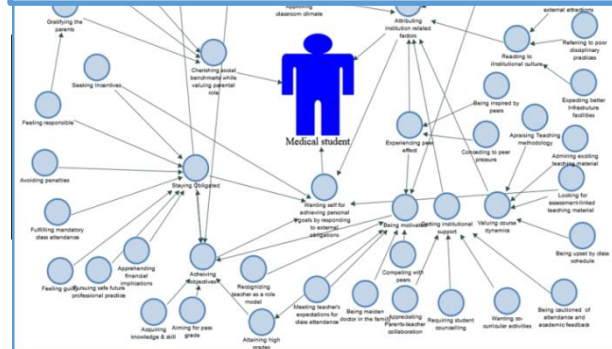 classroom climate
external attractions
Gratifying the
parents
Attributing
institution related
factors
Referring to poor
disciplinary
practices
Cherishing social
benchmarks while
valuing parental
role
Reacting to
institutional culture
Seeking Incentives
Expecting better
Infrastructure
facilities
Being inspired by
peers
Feeling responsible
Medical student
Experiencing peer
effect
Apraising Teaching
methodology
Conceding to peer
pressure
Admiring exciting
teaching material
Avoiding penalties
Staying Obligated
Wanting self for
achieving personal
goals by responding to
external obligations
Looking for
assessment-linked
teaching material
Being motivated
Getting institutional
support
Valuing course
dynamics
Fulfilling mandatory
class attendance
Being upset by class
schedule
Feeling guilty
Pursuing safe future
professional practice
Apprehending
financial
implications
Acheiving
objectives
Recognizing
teacher as a role
model
Competing with
peers
Meeting teacher's
expectations for
class attendance
Being maiden
doctor in the family
Appreciating
Parents-teacher
collaboration
Requiring student
counselling
Wanting co-
curricular activities
Being cautioned of
attendance and
academic feedback
Acquiring
knowledge & skill
Aiming for pass
grade
Attaining high
grades